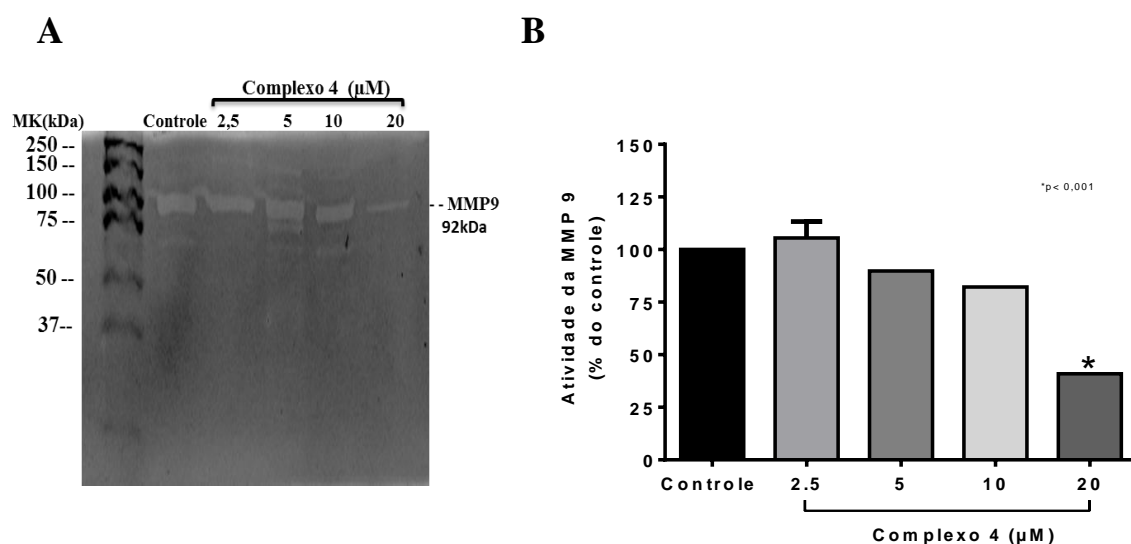 A
Complexo 4 (µM)
MK(kDa) Controle 2,5 5 10 20
250 --
150 --
100 --
75 --
50 --
37--
- - MMP9
92kDa
B
Atividade da MMP 9
(% do controle)
150
125
100
75
50
25
0
*p< 0,001
*
Controle 2.5 5 10 20
Complexo 4 (µM)